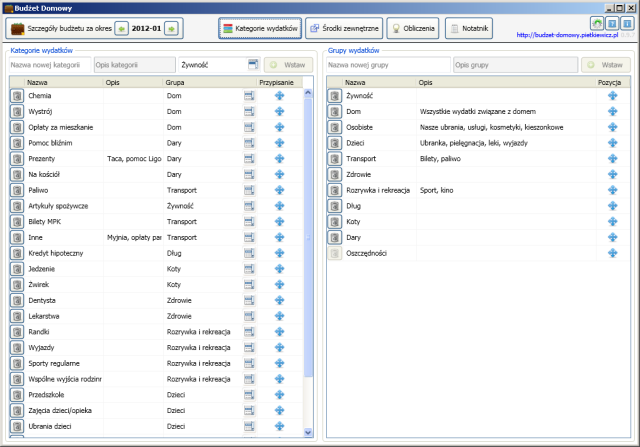 Budżet Domowy
Szczegóły budżetu za okres 2012-01 Kategorie wydatków Środki zewnętrzne Obliczenia Notatnik
http://budzet-domowy.pietkiewicz.pl
Kategorie wydatków
Nazwa nowej kategorii Opis kategorii Żywność Wstaw
Nazwa Opis Grupa Przypisanie
Chemia Dom
Wystrój Dom
Opłaty za mieszkanie Dom
Pomoc bliźnim Dary
Prezenty Taca, pomoc Ligo Dary
Na kościół Dary
Paliwo Transport
Artykuły spożywcze Żywność
Bilety MPK Transport
Inne Myjnia, opłaty par Transport
Kredyt hipoteczny Dług
Jedzenie Koty
Żwirek Koty
Dentysta Zdrowie
Lekarstwa Zdrowie
Randki Rozrywka i rekreacja
Wyjazdy Rozrywka i rekreacja
Sporty regularne Rozrywka i rekreacja
Wspólne wyjścia rodzinr Rozrywka i rekreacja
Przedszkole Dzieci
Zajęcia dzieci/opieka Dzieci
Ubrania dzieci Dzieci
Grupy wydatków
Nazwa nowej grupy Opis grupy Wstaw
Nazwa Opis Pozycja
Żywność
Dom Wszystkie wydatki związane z domem
Osobiste Nasze ubrania, usługi, kosmetyki, kieszonkowe
Dzieci Ubranka, pielęgnacja, leki, wyjazdy
Transport Bilety, paliwo
Zdrowie
Rozrywka i rekreacja Sport, kino
Dług
Koty
Dary
Oszczędności